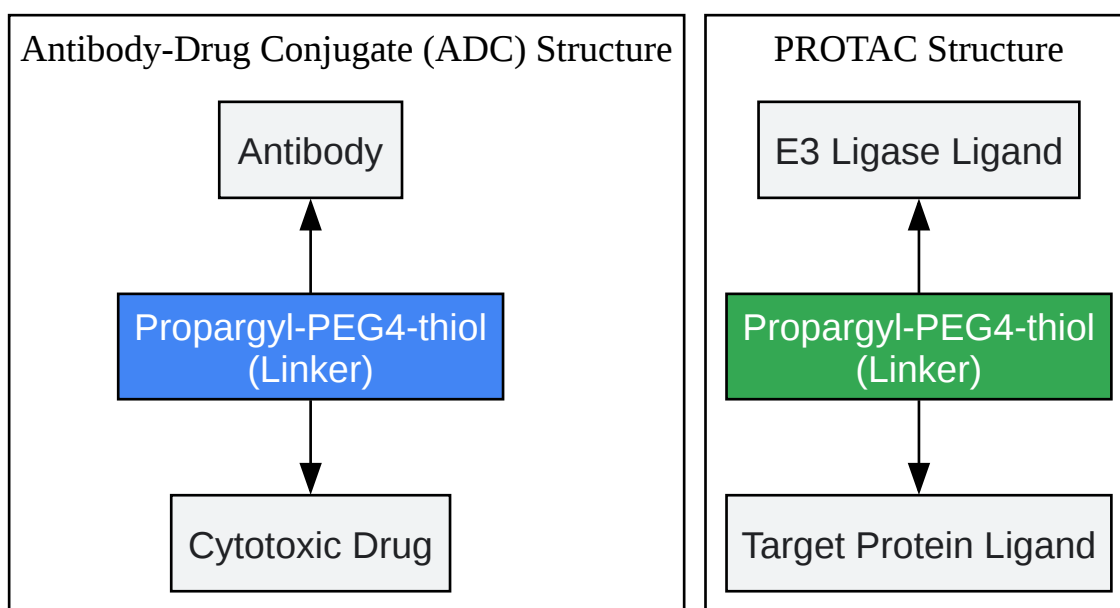 Antibody-Drug Conjugate (ADC) Structure
Antibody
Propargyl-PEG4-thiol
(Linker)
Cytotoxic Drug
PROTAC Structure
E3 Ligase Ligand
Propargyl-PEG4-thiol
(Linker)
Target Protein Ligand